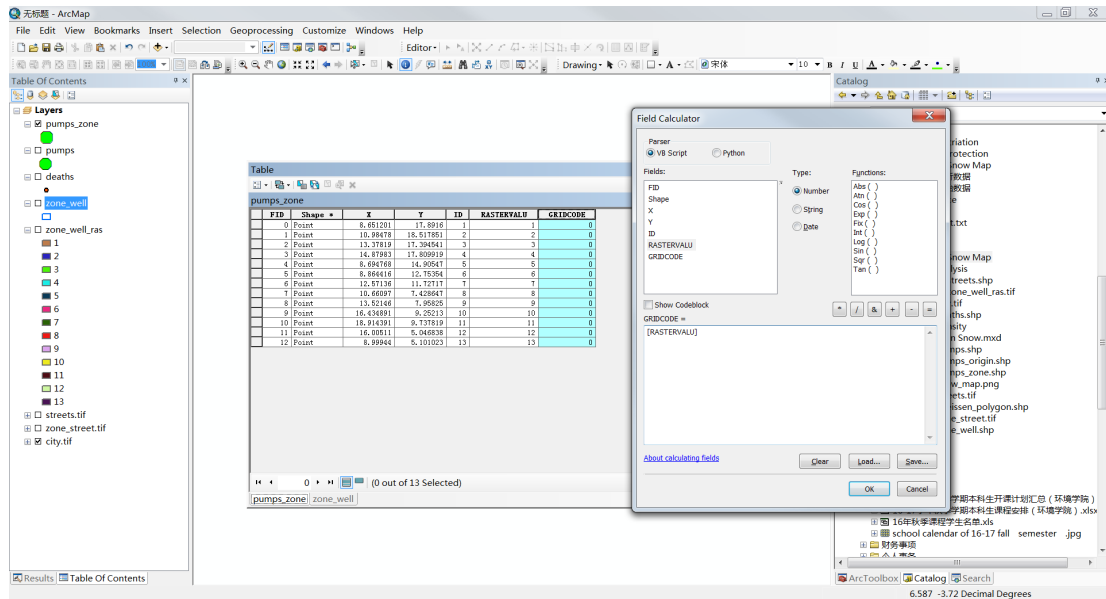 无标题 - ArcMap
File Edit View Bookmarks Insert Selection Geoprocessing Customize Windows Help
Editor
Drawing 宋体 10 B I U A
Table Of Contents
Layers
pumps_zone
pumps
deaths
zone_well
zone_well_ras
1
2
3
4
5
6
7
8
9
10
11
12
13
streets.tif
zone_street.tif
city.tif
Results Table Of Contents
Table
pumps_zone
FID Shape * X Y ID RASTERVALU GRIDCODE
0 Point 8.651201 17.8916 1 1 0
1 Point 10.98478 18.517851 2 2 0
2 Point 13.37819 17.394541 3 3 0
3 Point 14.87983 17.809919 4 4 0
4 Point 8.694768 14.90547 5 5 0
5 Point 8.864416 12.75354 6 6 0
6 Point 12.57136 11.72717 7 7 0
7 Point 10.66097 7.428647 8 8 0
8 Point 13.52146 7.95825 9 9 0
9 Point 16.434891 9.25213 10 10 0
10 Point 18.914391 9.737819 11 11 0
11 Point 16.00511 5.046838 12 12 0
12 Point 8.99944 5.101023 13 13 0
0 (0 out of 13 Selected)
pumps_zone zone_well
Field Calculator
Parser
VB Script Python
Fields: Type: Functions:
FID
Shape
X
Y
ID
RASTERVALU
GRIDCODE
Number
String
Date
Abs ( )
Atn ( )
Cos ( )
Exp ( )
Fix ( )
Int ( )
Log ( )
Sin ( )
Sqr ( )
Tan ( )
Show Codeblock
* / & + - =
GRIDCODE =
[RASTERVALU]
About calculating fields
Clear Load... Save...
OK Cancel
Catalog
riation
rotection
now Map
数据
数据
e
t.txt
now Map
lysis
treets.shp
one_well_ras.tif
.tif
ths.shp
sity
n Snow.mxd
nps.shp
nps_origin.shp
nps_zone.shp
w_map.png
ets.tif
issen_polygon.shp
e_street.tif
e_well.shp
学期本科生开课计划汇总（环境学院）
学期本科生课程安排（环境学院）.xlsx
16年秋季课程学生名单.xls
school calendar of 16-17 fall semester .jpg
财务事项
ArcToolbox Catalog Search
6.587 -3.72 Decimal Degrees